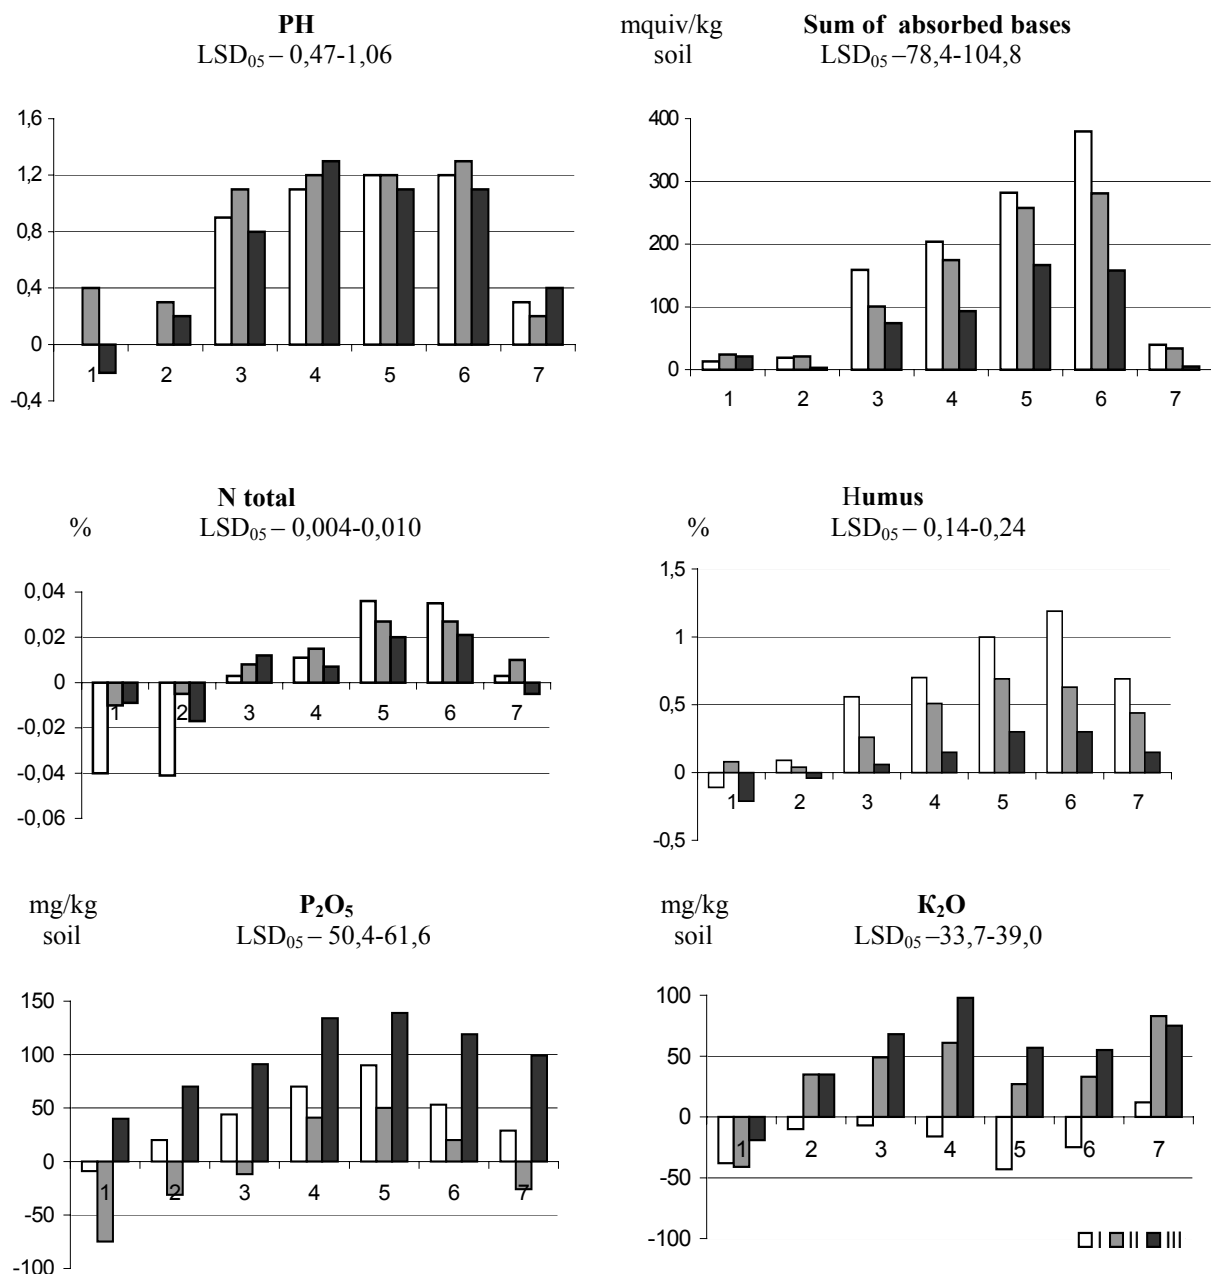 PH
LSD₀₅ – 0,47-1,06
1,6
1,2
0,8
0,4
0
-0,4
1 2 3 4 5 6 7
mquiv/kg
soil
Sum of absorbed bases
LSD₀₅ –78,4-104,8
400
300
200
100
0
1 2 3 4 5 6 7
N total
% LSD₀₅ – 0,004-0,010
0,04
0,02
0
-0,02
-0,04
-0,06
1 2 3 4 5 6 7
Humus
% LSD₀₅ – 0,14-0,24
1,5
1
0,5
0
-0,5
1 2 3 4 5 6 7
mg/kg
soil
P₂O₅
LSD₀₅ – 50,4-61,6
150
100
50
0
-50
-100
1 2 3 4 5 6 7
mg/kg
soil
K₂O
LSD₀₅ –33,7-39,0
100
50
0
-50
-100
1 2 3 4 5 6 7
I II III